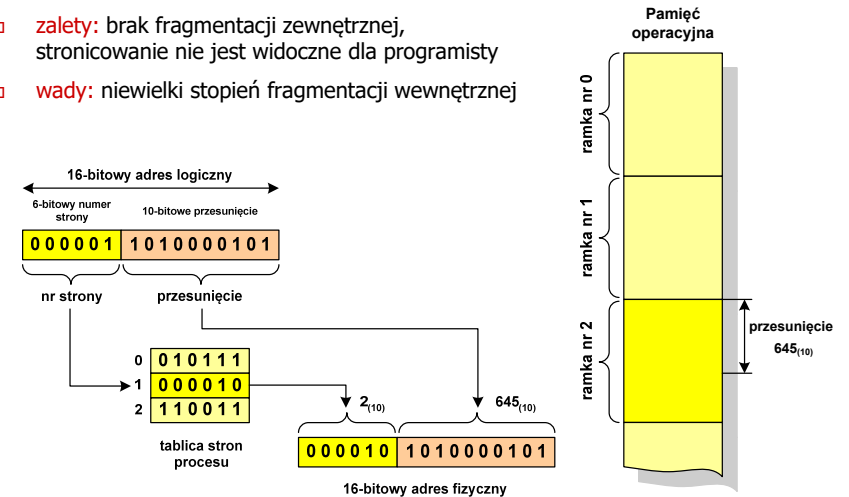 zalety: brak fragmentacji zewnętrznej,
stronicowanie nie jest widoczne dla programisty
wady: niewielki stopień fragmentacji wewnętrznej
16-bitowy adres logiczny
6-bitowy numer
strony
10-bitowe przesunięcie
0 0 0 0 0 1 1 0 1 0 0 0 0 1 0 1
nr strony
przesunięcie
0 0 1 0 1 1 1
1 0 0 0 0 1 0
2 1 1 0 0 1 1
tablica stron
procesu
2(10)
645(10)
0 0 0 0 1 0 1 0 1 0 0 0 0 1 0 1
16-bitowy adres fizyczny
Pamięć
operacyjna
ramka nr 0
ramka nr 1
ramka nr 2
przesunięcie
645(10)